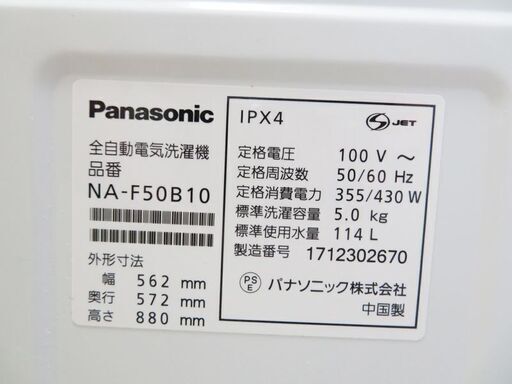 Panasonic
全自動電気洗濯機
品番
NA-F50B10
外形寸法
幅 562 mm
奥行 572 mm
高さ 880 mm
IPX4
S JET
定格電圧 100 V ～
定格周波数 50/60 Hz
定格消費電力 355/430 W
標準洗濯容量 5.0 kg
標準使用水量 114 L
製造番号 1712302670
PSE パナソニック株式会社
中国製